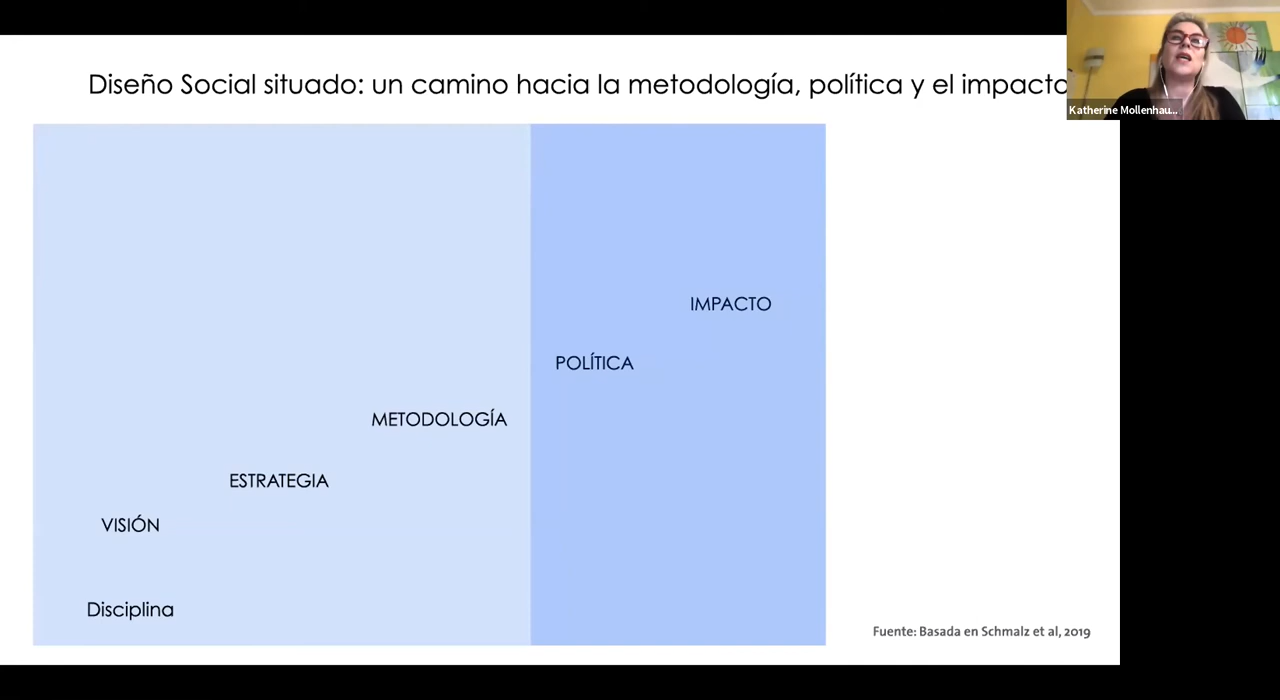 Diseño Social situado: un camino hacia la metodología, política y el impacto
Katherine Mollenhau...
IMPACTO
POLÍTICA
METODOLOGÍA
ESTRATEGIA
VISIÓN
Disciplina
Fuente: Basada en Schmalz et al, 2019